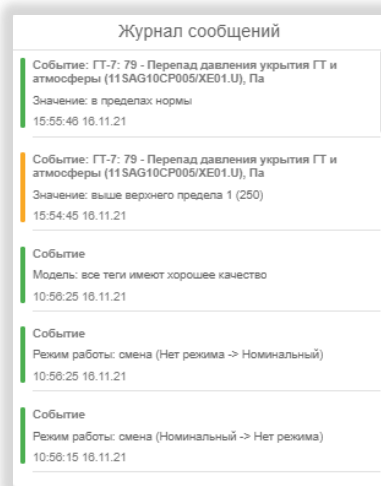 Журнал сообщений
Событие: ГТ-7: 79 - Перепад давления укрытия ГТ и
атмосферы (11SAG10CP005/XE01.U), Па
Значение: в пределах нормы
15:55:46 16.11.21
Событие: ГТ-7: 79 - Перепад давления укрытия ГТ и
атмосферы (11SAG10CP005/XE01.U), Па
Значение: выше верхнего предела 1 (250)
15:54:45 16.11.21
Событие
Модель: все теги имеют хорошее качество
10:56:25 16.11.21
Событие
Режим работы: смена (Нет режима -> Номинальный)
10:56:25 16.11.21
Событие
Режим работы: смена (Номинальный -> Нет режима)
10:56:15 16.11.21